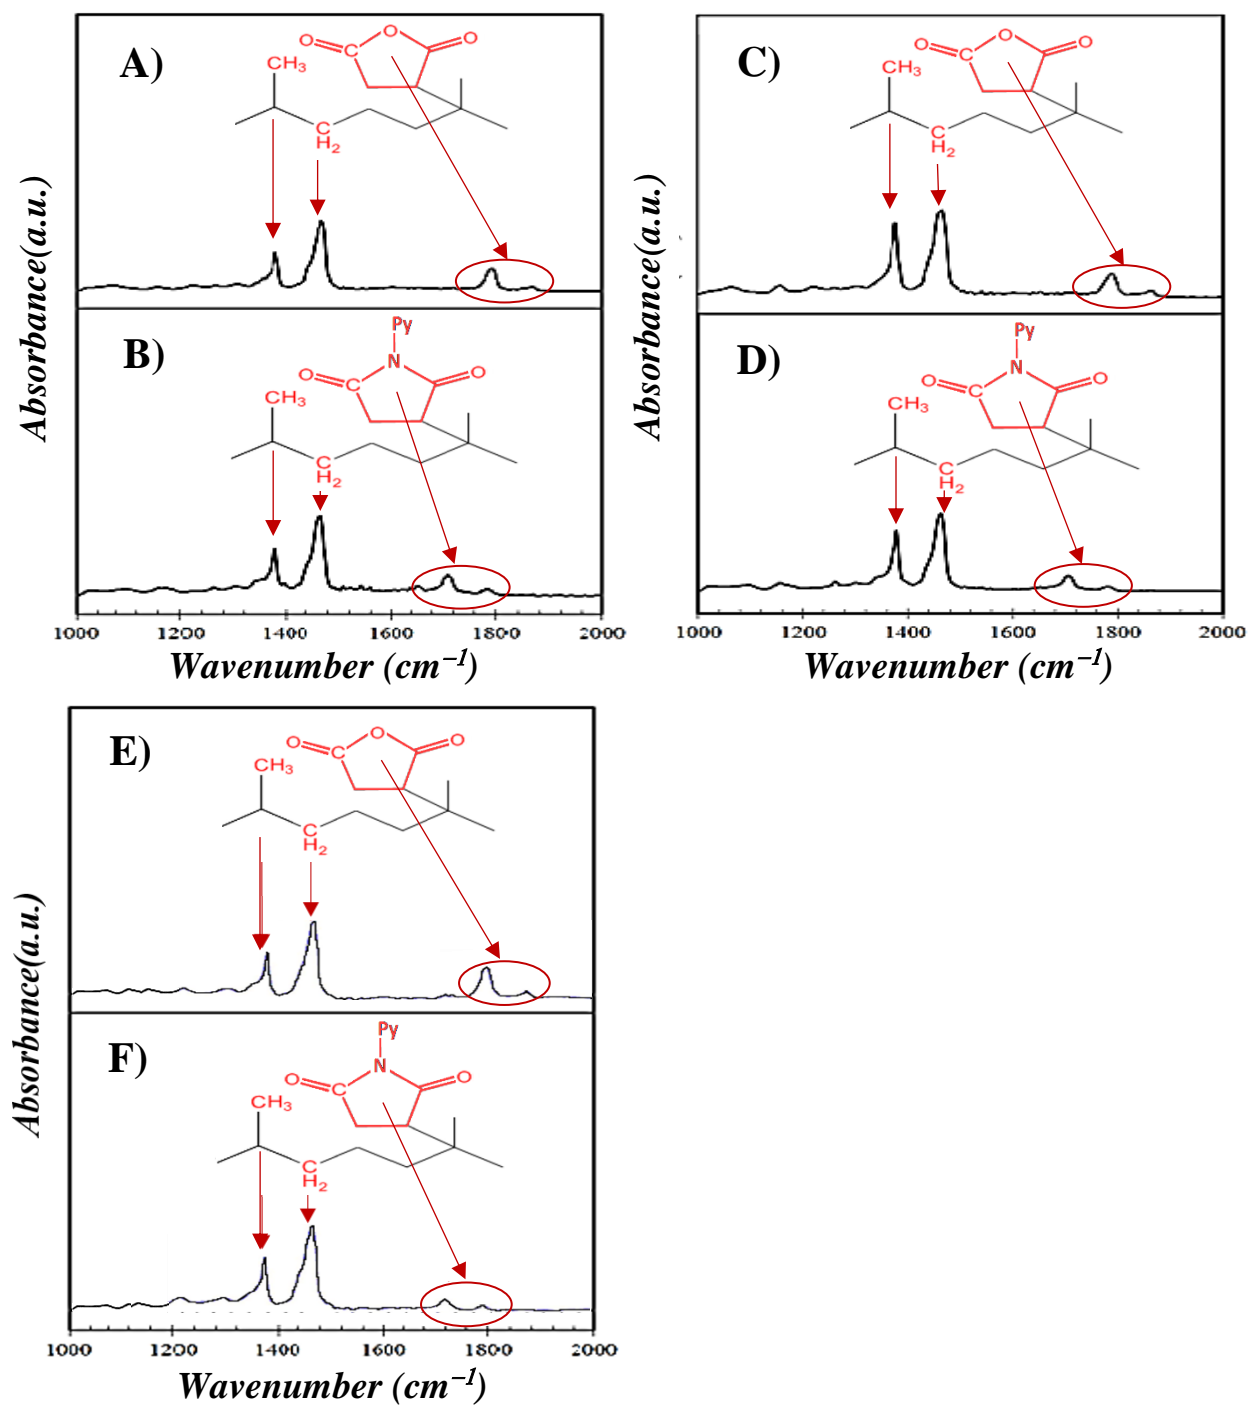 A)
O
O
C
O
CH3
C
H2
Absorbance(a.u.)
B)
Py
N
O
C
O
CH3
C
H2
Absorbance(a.u.)
1000 1200 1400 1600 1800 2000
Wavenumber (cm−1)
C)
O
O
C
O
CH3
C
H2
Absorbance(a.u.)
D)
Py
N
O
C
O
CH3
C
H2
1000 1200 1400 1600 1800 2000
Wavenumber (cm−1)
E)
O
O
C
O
CH3
C
H2
Absorbance(a.u.)
F)
Py
N
O
C
O
CH3
C
H2
Absorbance(a.u.)
1000 1200 1400 1600 1800 2000
Wavenumber (cm−1)